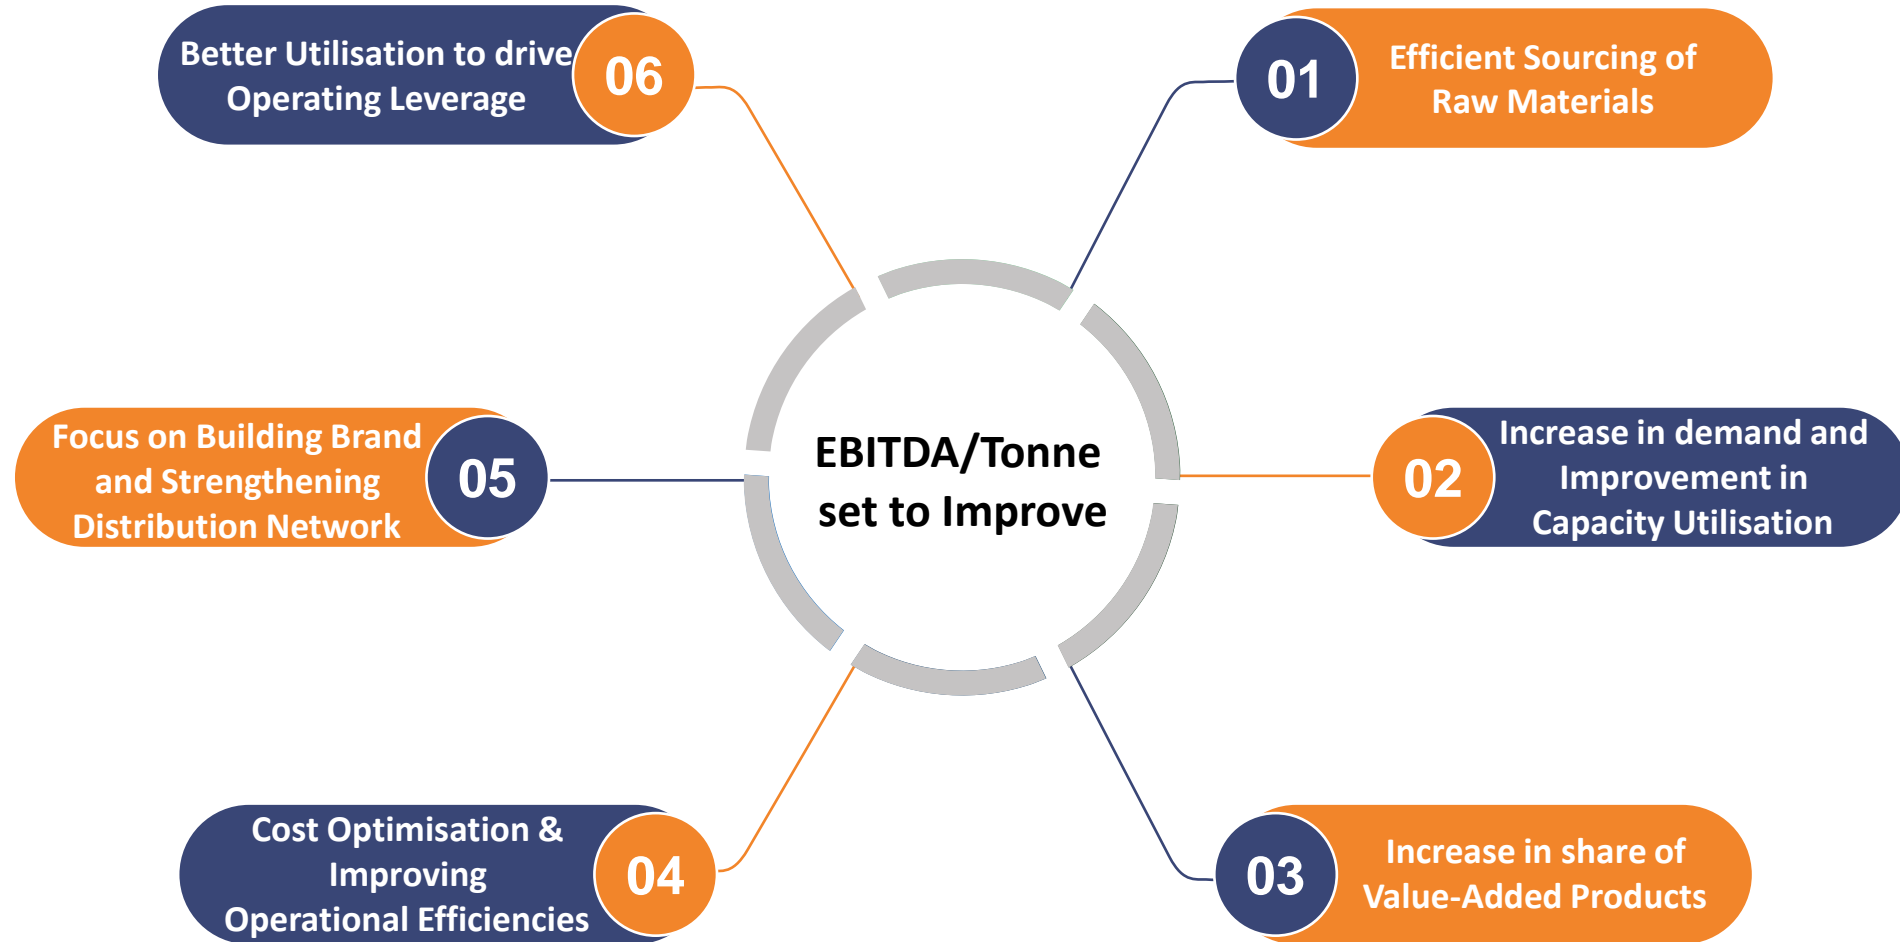 01
Efficient Sourcing of
Raw Materials
02
Increase in demand and
Improvement in
Capacity Utilisation
03
Increase in share of
Value-Added Products
04
Cost Optimisation &
Improving
Operational Efficiencies
05
Focus on Building Brand
and Strengthening
Distribution Network
06
Better Utilisation to drive
Operating Leverage
EBITDA/Tonne
set to Improve